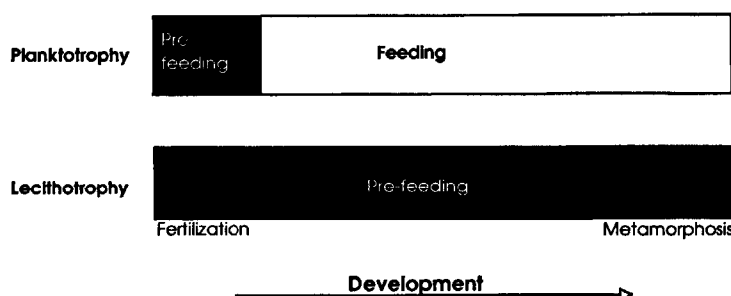 Planktotrophy
Pre
feeding
Feeding
Lecithotrophy
Pre-feeding
Fertilization
Metamorphosis
Development